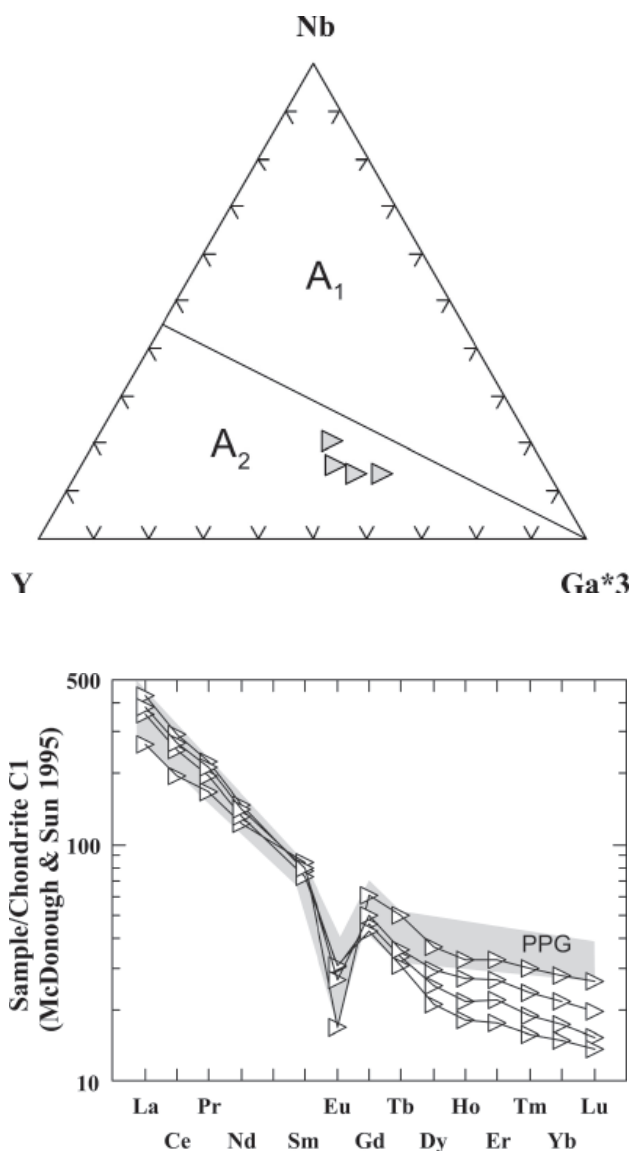 Nb
A1
A2
Y Ga*3
500
100
10
Sample/Chondrite C1
(McDonough & Sun 1995)
PPG
La Pr Eu Tb Ho Tm Lu
Ce Nd Sm Gd Dy Er Yb